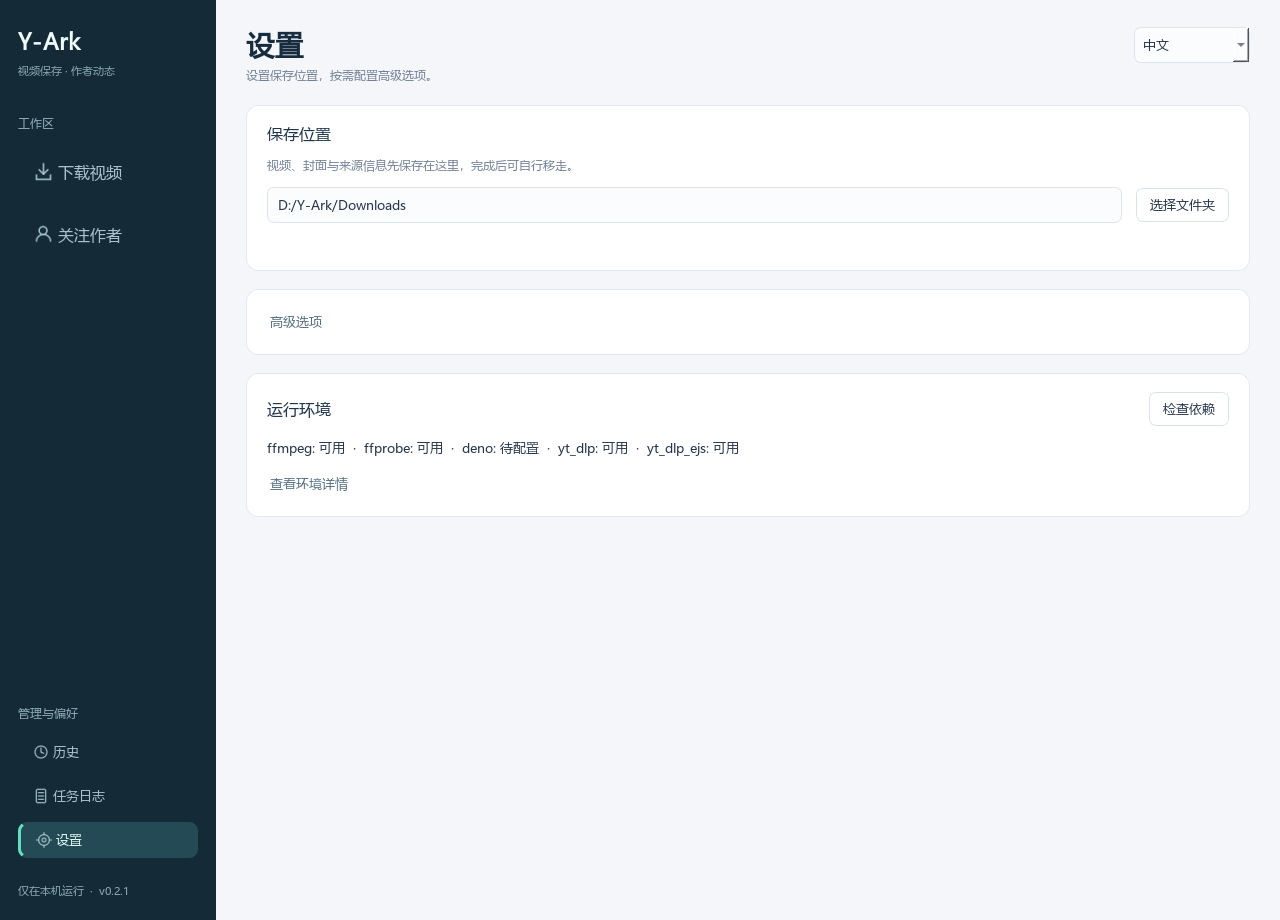 Y-Ark
视频保存 · 作者动态
工作区
下载视频
关注作者
管理与偏好
历史
任务日志
设置
仅在本机运行 · v0.2.1
设置
中文
设置保存位置，按需配置高级选项。
保存位置
视频、封面与来源信息先保存在这里，完成后可自行移走。
D:/Y-Ark/Downloads
选择文件夹
高级选项
运行环境
检查依赖
ffmpeg: 可用 · ffprobe: 可用 · deno: 待配置 · yt_dlp: 可用 · yt_dlp_ejs: 可用
查看环境详情